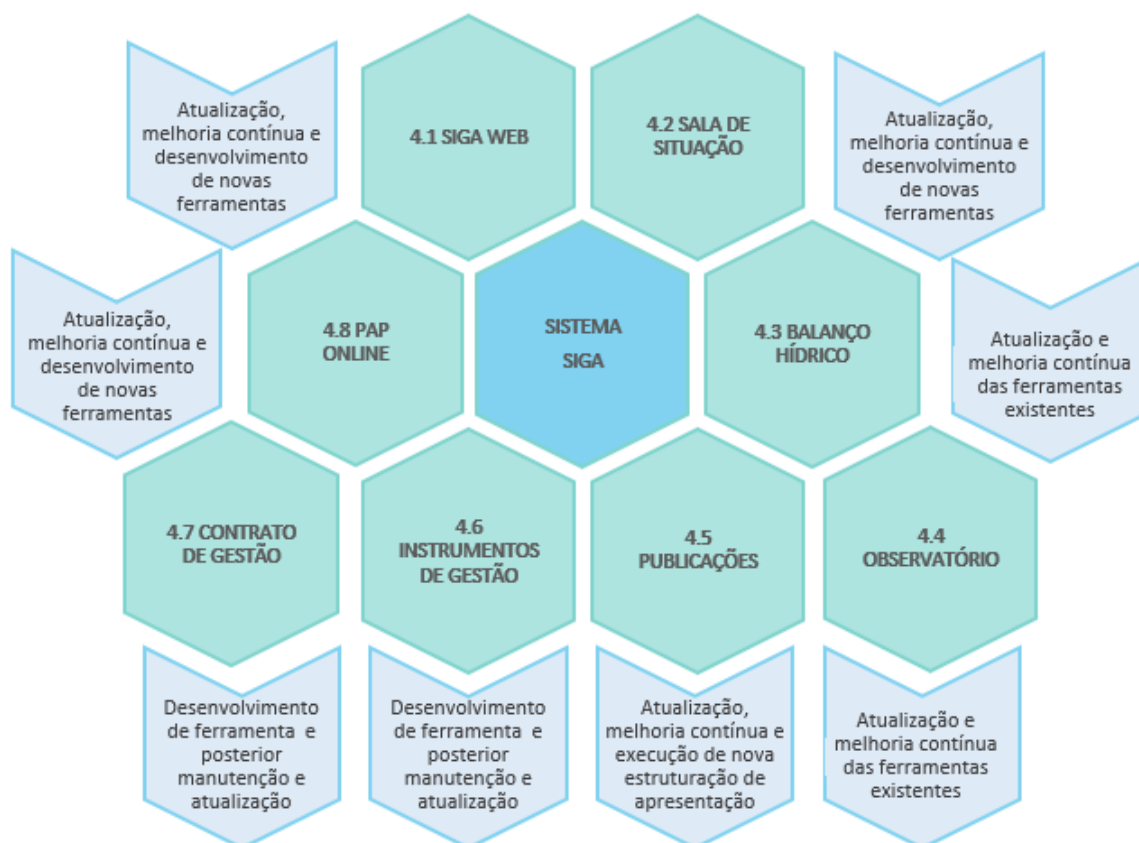 Atualização,
melhoria contínua e
desenvolvimento
de novas
ferramentas
4.1 SIGA WEB
4.2 SALA DE
SITUAÇÃO
Atualização,
melhoria contínua e
desenvolvimento
de novas
ferramentas
Atualização,
melhoria contínua e
desenvolvimento
de novas
ferramentas
4.8 PAP
ONLINE
SISTEMA
SIGA
4.3 BALANÇO
HÍDRICO
Atualização e
melhoria contínua
das ferramentas
existentes
4.7 CONTRATO
DE GESTÃO
4.6
INSTRUMENTOS
DE GESTÃO
4.5
PUBLICAÇÕES
4.4
OBSERVATÓRIO
Desenvolvimento
de ferramenta e
posterior
manutenção e
atualização
Desenvolvimento
de ferramenta e
posterior
manutenção e
atualização
Atualização,
melhoria contínua e
execução de nova
estruturação de
apresentação
Atualização e
melhoria contínua
das ferramentas
existentes